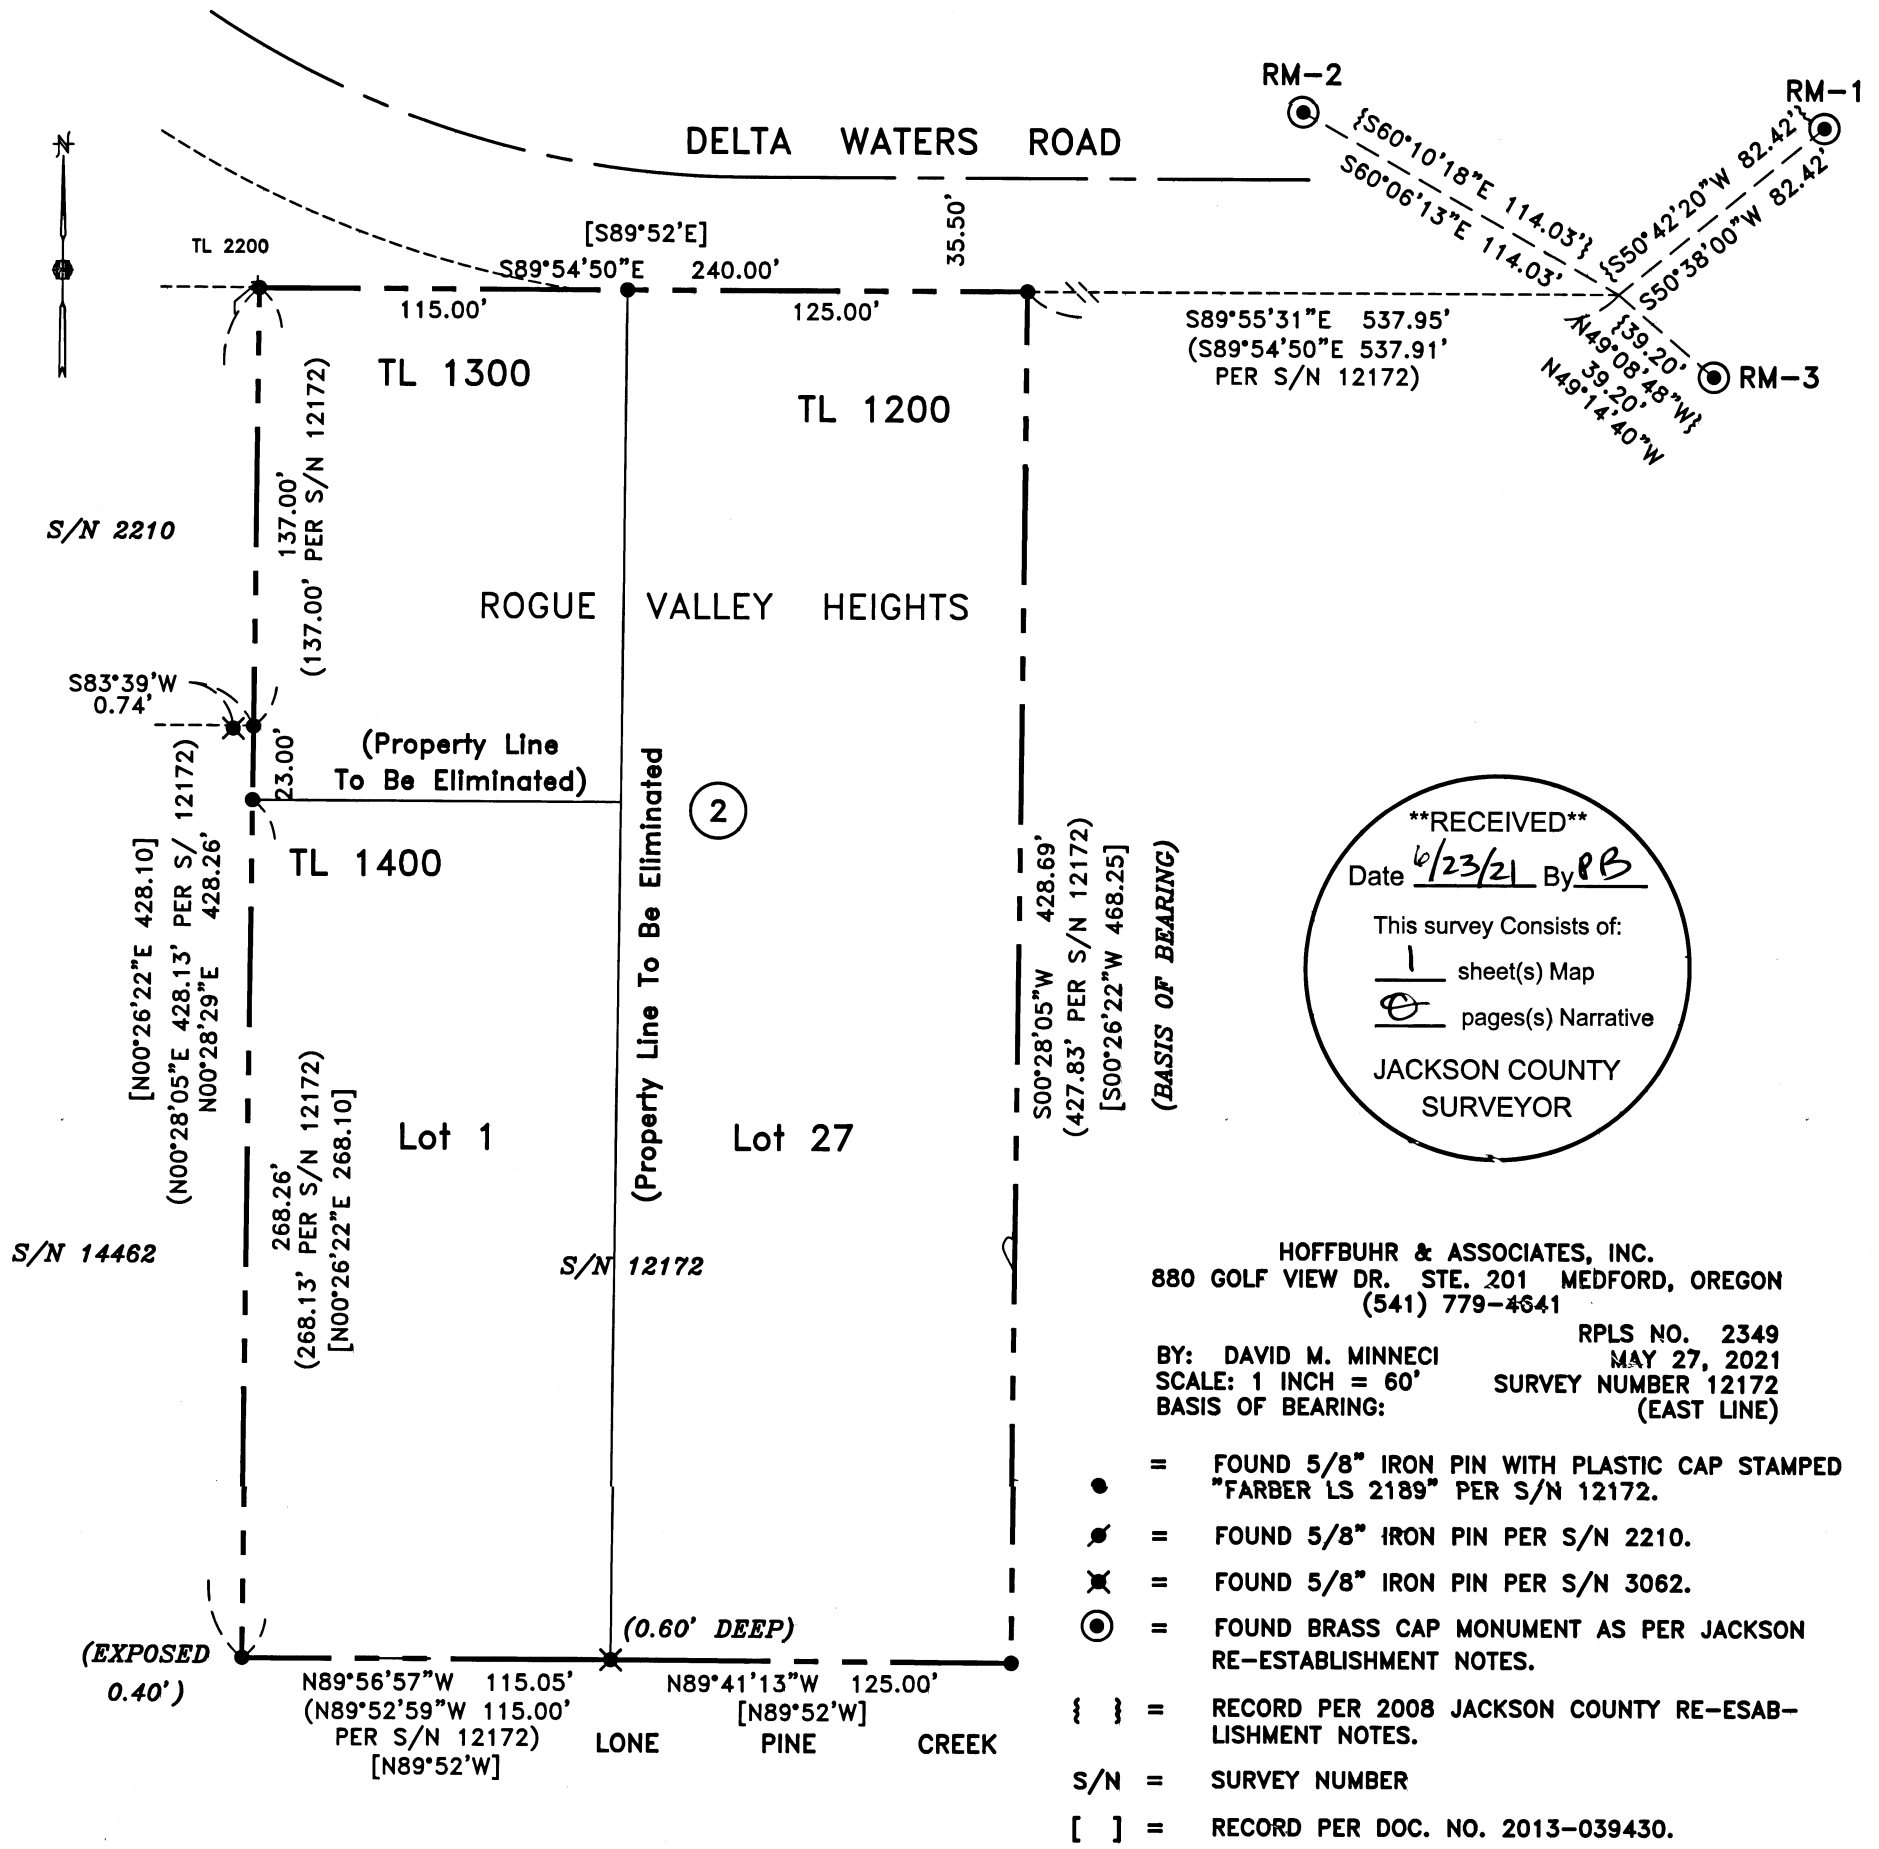 RM-2
RM-1
DELTA WATERS ROAD
{S60°10'18"E 114.03'}
S60°06'13"E 114.03'
{S50°42'20"W 82.42'}
S50°38'00"W 82.42'
N
TL 2200
[S89°52'E]
S89°54'50"E 240.00'
35.50'
115.00'
125.00'
S89°55'31"E 537.95'
(S89°54'50"E 537.91'
PER S/N 12172)
{39.20'
N49°08'48"W}
39.20'
N49°14'40"W
RM-3
TL 1300
TL 1200
137.00'
(137.00' PER S/N 12172)
S/N 2210
ROGUE VALLEY HEIGHTS
S83°39'W
0.74'
23.00'
(Property Line
To Be Eliminated)
(Property Line To Be Eliminated
2
TL 1400
[N00°26'22"E 428.10]
(N00°28'05"E 428.13' PER S/ 12172)
N00°28'29"E 428.26'
S00°28'05"W 428.69'
(427.83' PER S/N 12172)
[S00°26'22"W 468.25]
(BASIS OF BEARING)
**RECEIVED**
Date 6/23/21 By PB
This survey Consists of:
1 sheet(s) Map
0 pages(s) Narrative
JACKSON COUNTY
SURVEYOR
268.26'
(268.13' PER S/N 12172)
[N00°26'22"E 268.10]
Lot 1
Lot 27
S/N 14462
S/N 12172
HOFFBUHR & ASSOCIATES, INC.
880 GOLF VIEW DR. STE. 201 MEDFORD, OREGON
(541) 779-4641
RPLS NO. 2349
BY: DAVID M. MINNECI MAY 27, 2021
SCALE: 1 INCH = 60' SURVEY NUMBER 12172
BASIS OF BEARING: (EAST LINE)
= FOUND 5/8" IRON PIN WITH PLASTIC CAP STAMPED
"FARBER LS 2189" PER S/N 12172.
= FOUND 5/8" IRON PIN PER S/N 2210.
= FOUND 5/8" IRON PIN PER S/N 3062.
= FOUND BRASS CAP MONUMENT AS PER JACKSON
RE-ESTABLISHMENT NOTES.
{ } = RECORD PER 2008 JACKSON COUNTY RE-ESAB-
LISHMENT NOTES.
S/N = SURVEY NUMBER
[ ] = RECORD PER DOC. NO. 2013-039430.
(EXPOSED
0.40')
(0.60' DEEP)
N89°56'57"W 115.05'
(N89°52'59"W 115.00'
PER S/N 12172)
[N89°52'W]
N89°41'13"W 125.00'
[N89°52'W]
LONE PINE CREEK